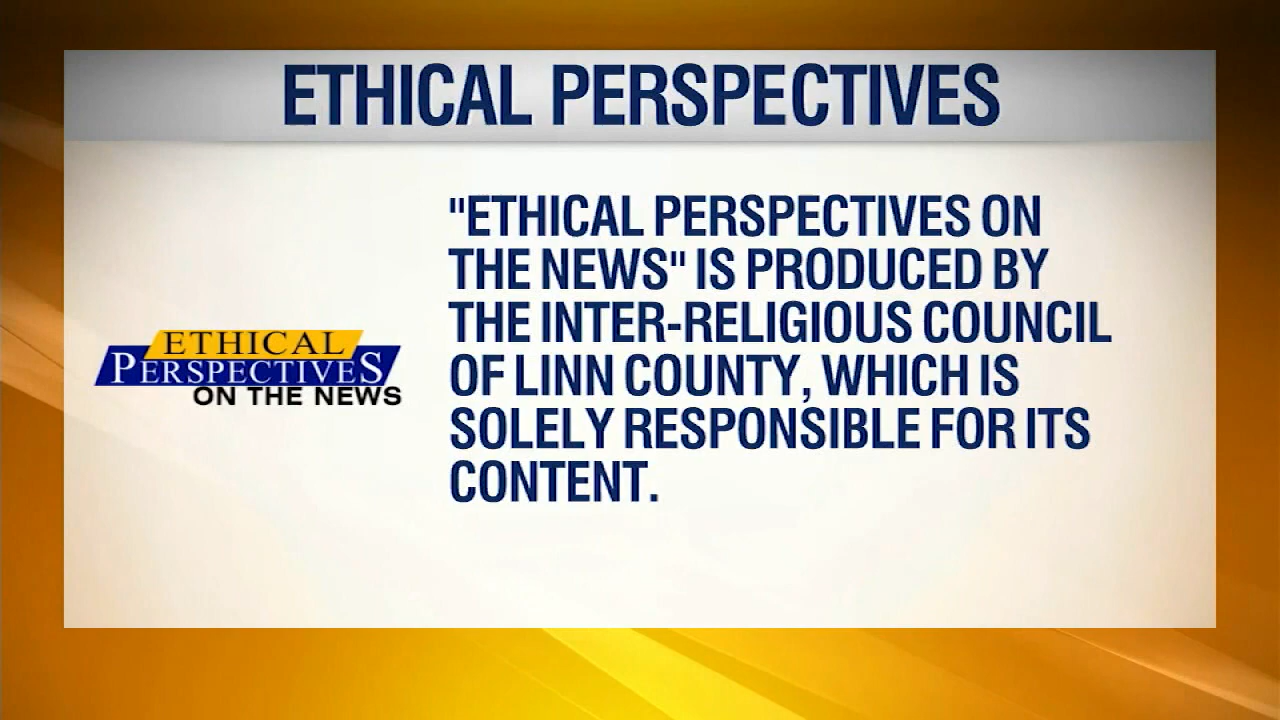 ETHICAL PERSPECTIVES
"ETHICAL PERSPECTIVES ON
THE NEWS" IS PRODUCED BY
THE INTER-RELIGIOUS COUNCIL
OF LINN COUNTY, WHICH IS
SOLELY RESPONSIBLE FOR ITS
CONTENT.
ETHICAL
PERSPECTIVES
ON THE NEWS